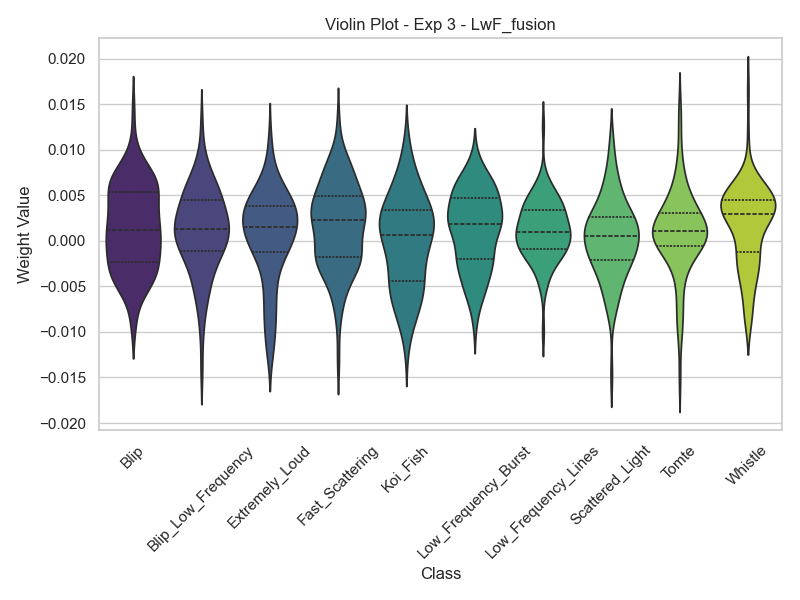 Violin Plot - Exp 3 - LwF_fusion
0.020
0.015
0.010
0.005
0.000
−0.005
−0.010
−0.015
−0.020
Weight Value
Blip
Blip_Low_Frequency
Extremely_Loud
Fast_Scattering
Koi_Fish
Low_Frequency_Burst
Low_Frequency_Lines
Scattered_Light
Tomte
Whistle
Class